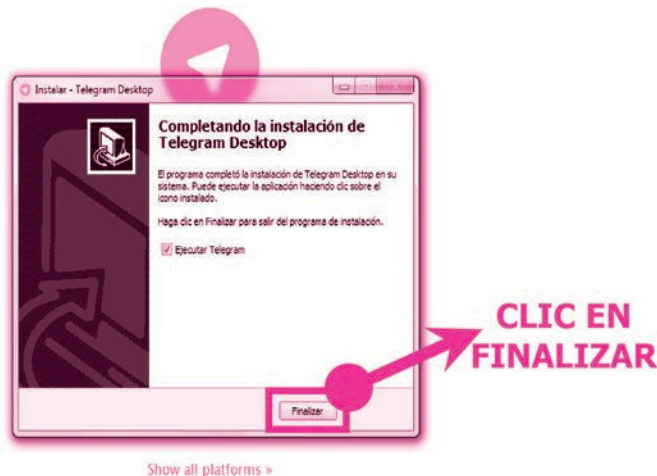 Instalar - Telegram Desktop
Completando la instalación de
Telegram Desktop
El programa completó la instalación de Telegram Desktop en su
sistema. Puede ejecutar la aplicación haciendo clic sobre el
icono instalado.
Haga clic en Finalizar para salir del programa de instalación.
Ejecutar Telegram
CLIC EN
FINALIZAR
Finalizar
Show all platforms »